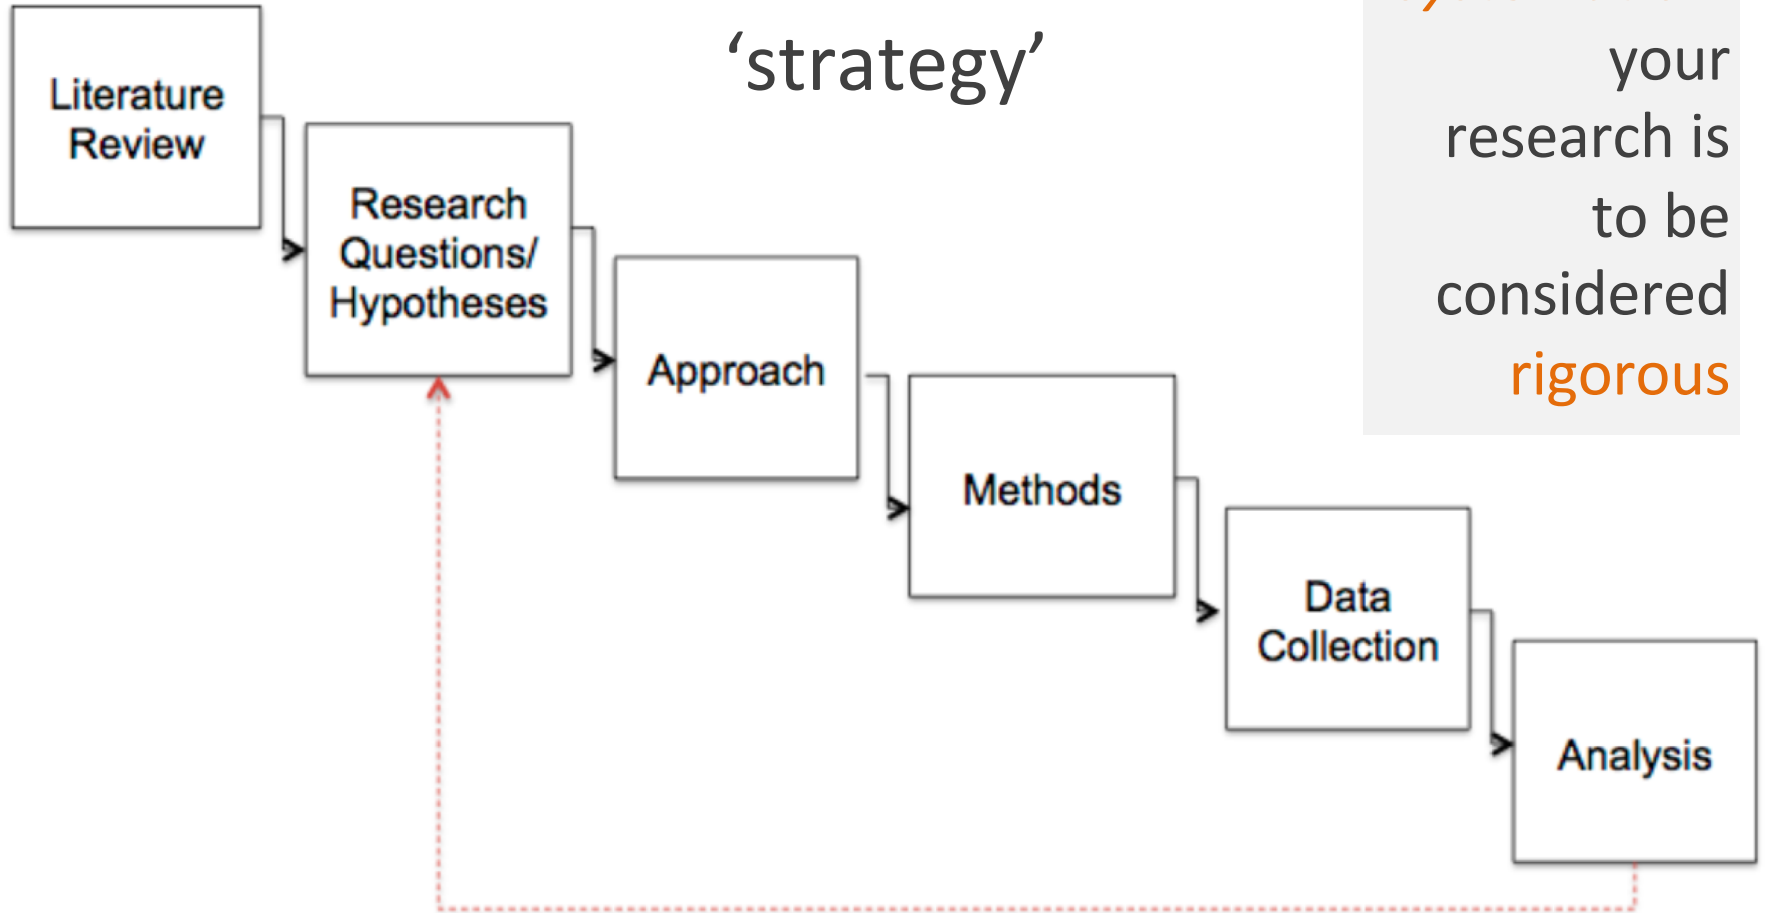 ‘strategy’
your
research is
to be
considered
rigorous
Literature
Review
Research
Questions/
Hypotheses
Approach
Methods
Data
Collection
Analysis